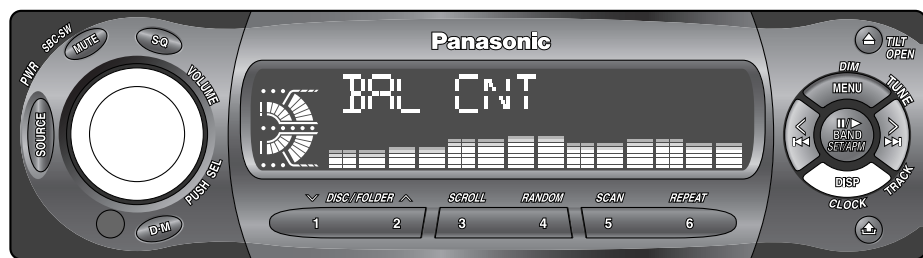 Panasonic
BAL CNT
PWR
SBC-SW
MUTE
S·Q
VOLUME
SOURCE
PUSH SEL
D·M
DISC/FOLDER
SCROLL
RANDOM
SCAN
REPEAT
1 2 3 4 5 6
TILT
OPEN
DIM
MENU
TUNE
BAND
SET/APM
DISP
TRACK
CLOCK